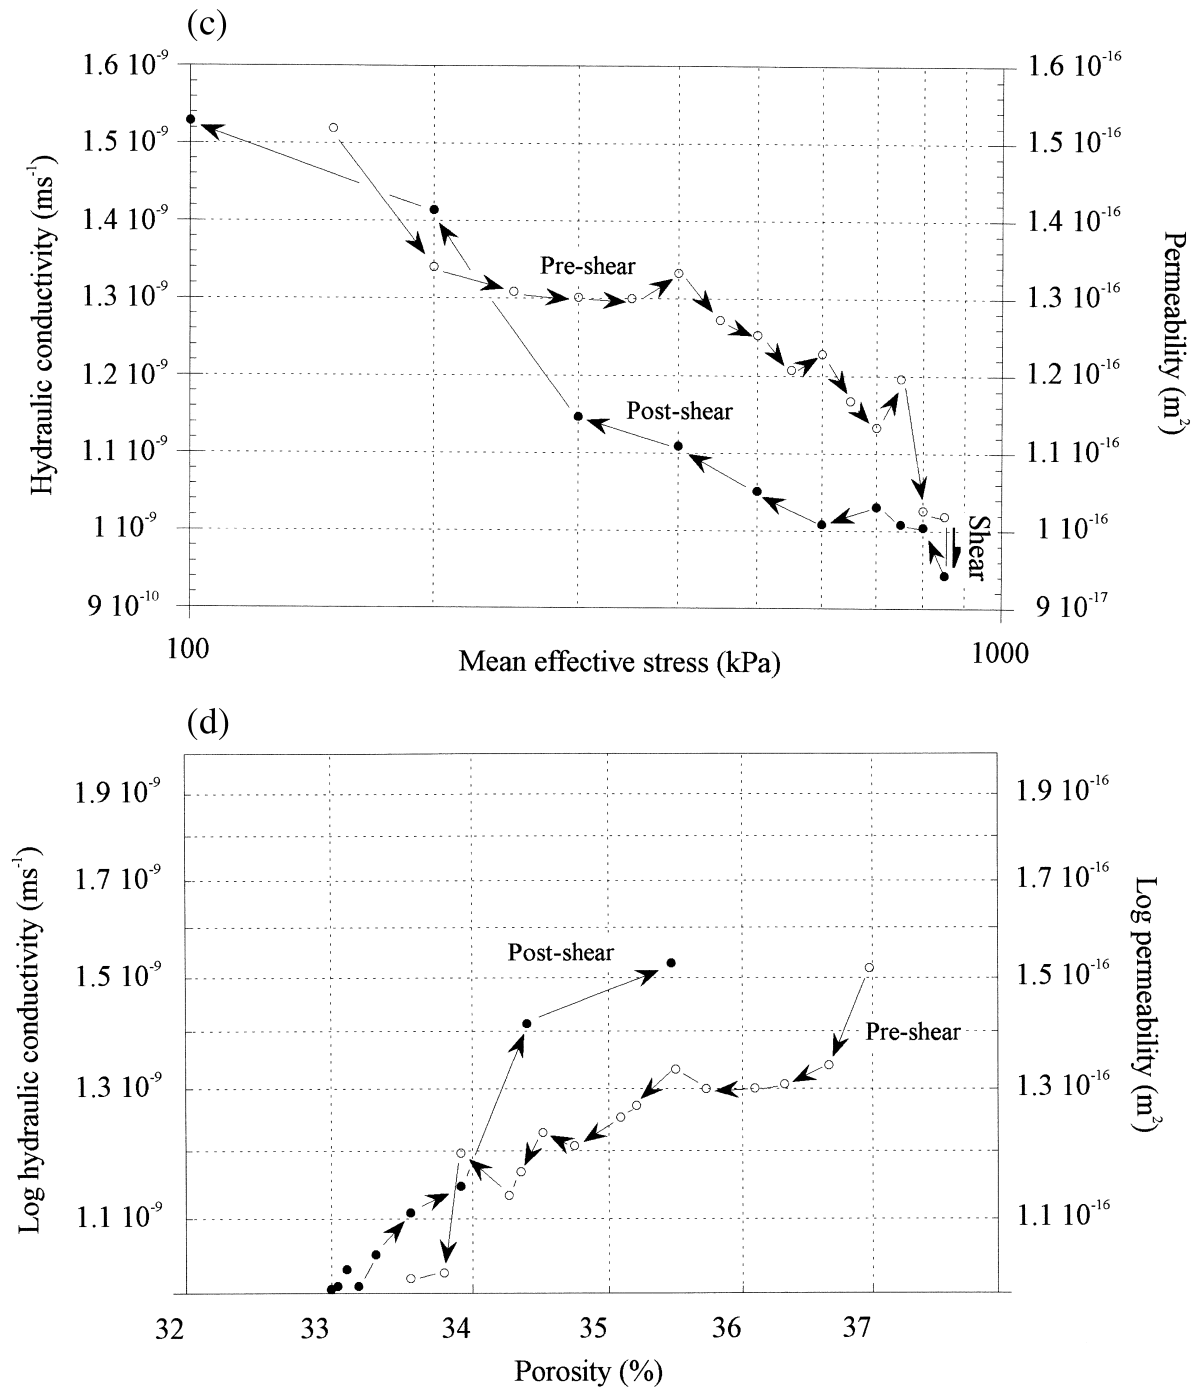 (c)
1.6 10⁻⁹
1.6 10⁻¹⁶
1.5 10⁻⁹
1.5 10⁻¹⁶
1.4 10⁻⁹
1.4 10⁻¹⁶
Pre-shear
1.3 10⁻⁹
1.3 10⁻¹⁶
1.2 10⁻⁹
1.2 10⁻¹⁶
Post-shear
1.1 10⁻⁹
1.1 10⁻¹⁶
1 10⁻⁹
1 10⁻¹⁶
Shear
9 10⁻¹⁰
9 10⁻¹⁷
Hydraulic conductivity (ms⁻¹)
Permeability (m²)
100
1000
Mean effective stress (kPa)
(d)
1.9 10⁻⁹
1.9 10⁻¹⁶
1.7 10⁻⁹
1.7 10⁻¹⁶
Post-shear
1.5 10⁻⁹
1.5 10⁻¹⁶
Pre-shear
1.3 10⁻⁹
1.3 10⁻¹⁶
1.1 10⁻⁹
1.1 10⁻¹⁶
Log hydraulic conductivity (ms⁻¹)
Log permeability (m²)
32 33 34 35 36 37
Porosity (%)